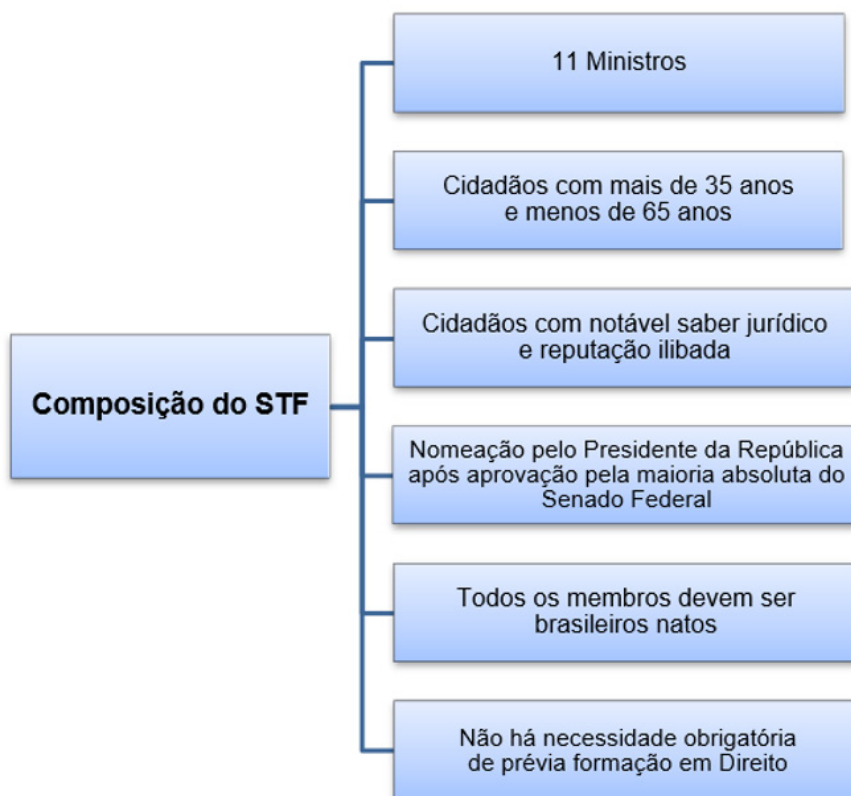 Composição do STF
11 Ministros
Cidadãos com mais de 35 anos
e menos de 65 anos
Cidadãos com notável saber jurídico
e reputação ilibada
Nomeação pelo Presidente da República
após aprovação pela maioria absoluta do
Senado Federal
Todos os membros devem ser
brasileiros natos
Não há necessidade obrigatória
de prévia formação em Direito